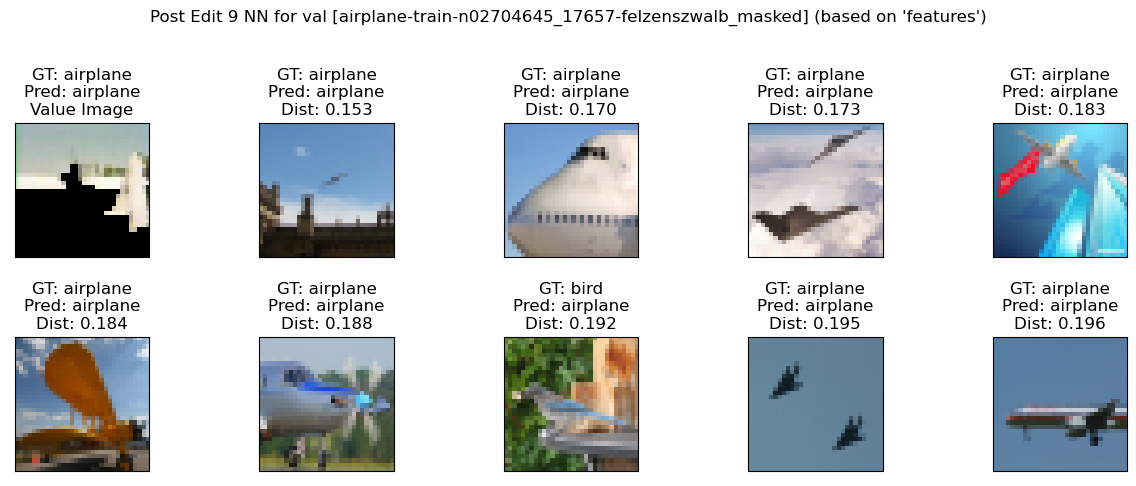 Post Edit 9 NN for val [airplane-train-n02704645_17657-felzenszwalb_masked] (based on 'features')
GT: airplane
Pred: airplane
Value Image
GT: airplane
Pred: airplane
Dist: 0.153
GT: airplane
Pred: airplane
Dist: 0.170
GT: airplane
Pred: airplane
Dist: 0.173
GT: airplane
Pred: airplane
Dist: 0.183
GT: airplane
Pred: airplane
Dist: 0.184
GT: airplane
Pred: airplane
Dist: 0.188
GT: bird
Pred: airplane
Dist: 0.192
GT: airplane
Pred: airplane
Dist: 0.195
GT: airplane
Pred: airplane
Dist: 0.196